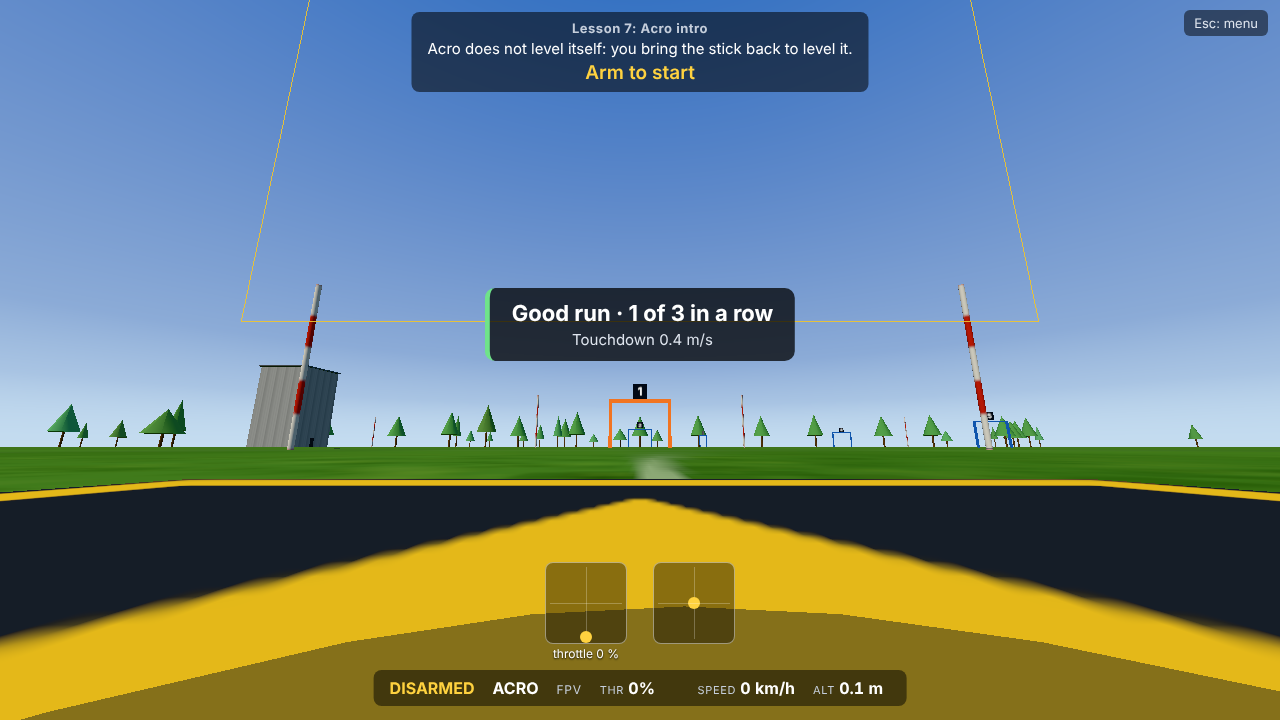 Lesson 7: Acro intro
Acro does not level itself: you bring the stick back to level it.
Arm to start
Esc: menu
Good run · 1 of 3 in a row
Touchdown 0.4 m/s
1
throttle 0 %
DISARMED ACRO FPV THR 0% SPEED 0 km/h ALT 0.1 m